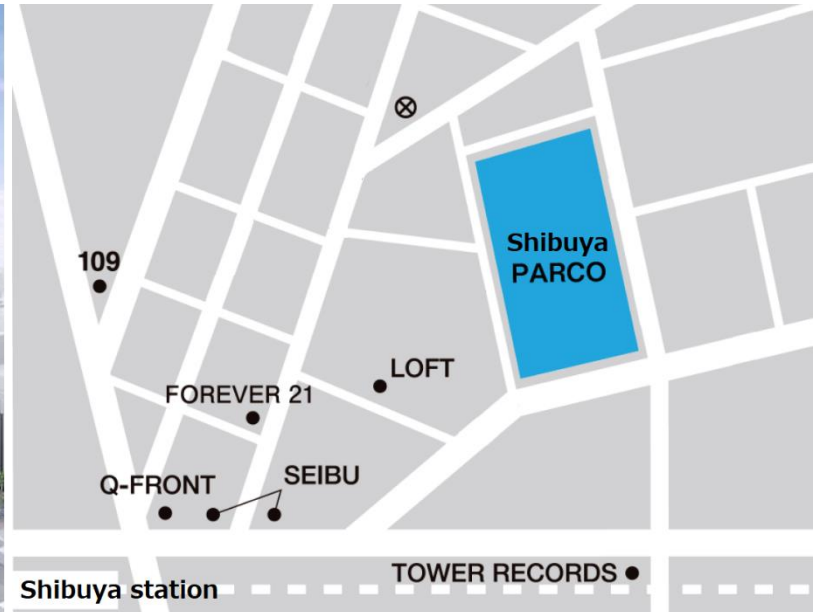 Shibuya
PARCO
109
LOFT
FOREVER 21
SEIBU
Q-FRONT
TOWER RECORDS
Shibuya station